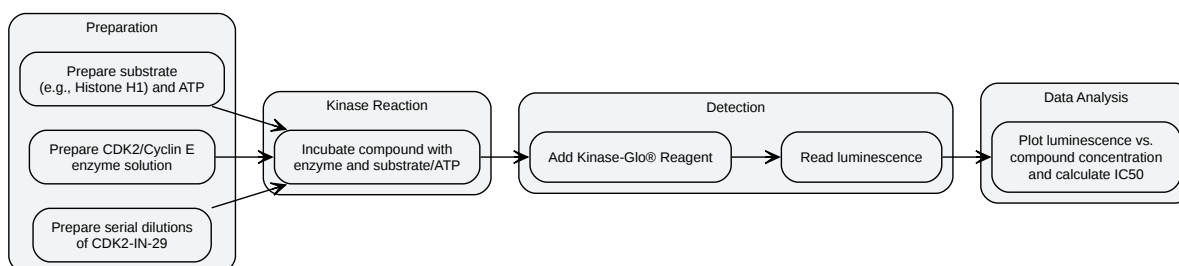 Preparation
Prepare substrate
(e.g., Histone H1) and ATP
Prepare CDK2/Cyclin E
enzyme solution
Prepare serial dilutions
of CDK2-IN-29
Kinase Reaction
Incubate compound with
enzyme and substrate/ATP
Detection
Add Kinase-Glo® Reagent
Read luminescence
Data Analysis
Plot luminescence vs.
compound concentration
and calculate IC50